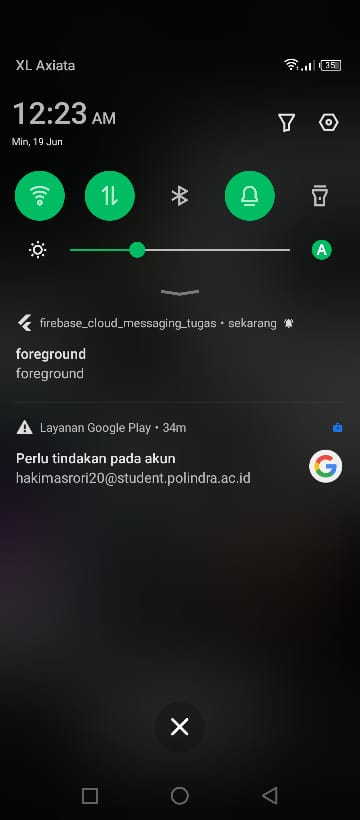 XL Axiata
35
12:23 AM
Min, 19 Jun
A
firebase_cloud_messaging_tugas • sekarang
foreground
foreground
Layanan Google Play • 34m
Perlu tindakan pada akun
hakimasrori20@student.polindra.ac.id